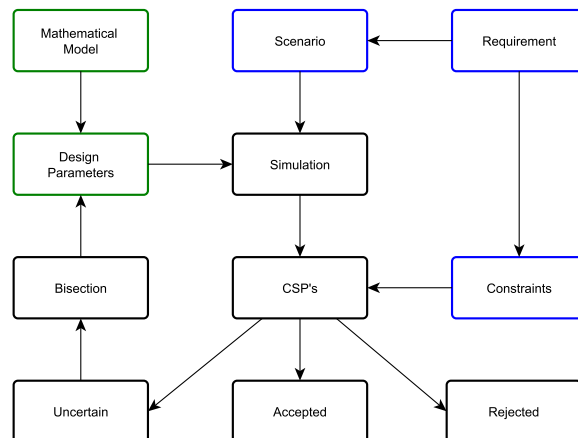 Mathematical
Model
Scenario
Requirement
Design
Parameters
Simulation
Bisection
CSP's
Constraints
Uncertain
Accepted
Rejected